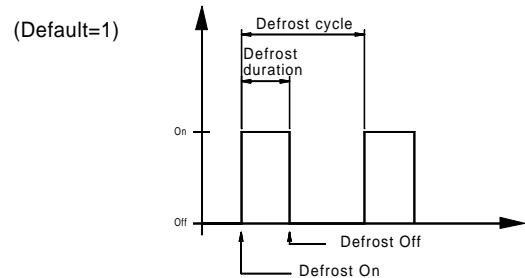 (Default=1)
Defrost cycle
Defrost
duration
On
Off
Defrost Off
Defrost On